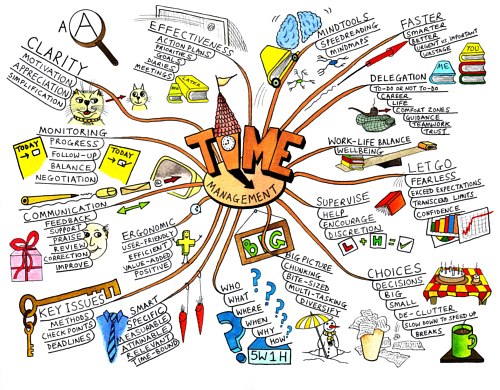 A A
CLARITY
MOTIVATION
APPRECIATION
SIMPLIFICATION
EFFECTIVENESS
ACTION PLANS
PRIORITIES
GOALS
DIARIES
MEETINGS
LATER
MINDTOOLS
SPEEDREADING
MINDMAPS
FASTER
SMARTER
BETTER
URGENT VS IMPORTANT
WASTAGE
ME
YOU
DELEGATION
TO-DO OR NOT TO-DO
CAREER
LIFE
COMFORT ZONES
GUIDANCE
TEAMWORK
TRUST
MONITORING
PROGRESS
FOLLOW-UP
BALANCE
NEGOTIATION
TODAY
TODAY
TIME
MANAGEMENT
WORK-LIFE BALANCE
WELLBEING
LET GO
FEARLESS
EXCEED EXPECTATIONS
TRANSCEND LIMITS
CONFIDENCE
COMMUNICATION
FEEDBACK
SUPPORT
PRAISE
REVIEW
CORRECTION
IMPROVE
ERGONOMIC
USER-FRIENDLY
EFFICIENT
VALUE-ADDED
POSITIVE
SUPERVISE
HELP
ENCOURAGE
DISCRETION
L + H = ✓
BIG
BIG PICTURE
CHUNKING
BITE-SIZED
MULTI-TASKING
DIVERSIFY
CHOICES
DECISIONS
BIG
SMALL
DE-CLUTTER
SLOW DOWN TO SPEED UP
BREAKS
KEY ISSUES
METHODS
CHECK POINTS
DEADLINES
SMART
SPECIFIC
MEASURABLE
ATTAINABLE
RELEVANT
TIME-BOUND
WHO
WHAT
WHERE
WHEN
WHY
HOW
5W1H